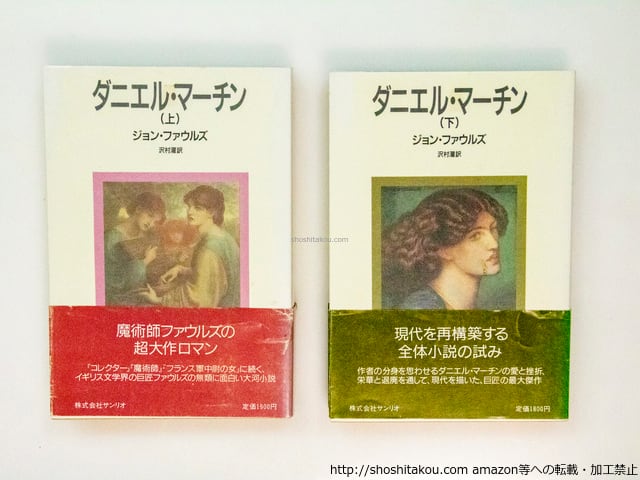 ダニエル・マーチン
(上)
ジョン・ファウルズ
沢村灌訳
魔術師ファウルズの
超大作ロマン
「コレクター」「魔術師」「フランス軍中尉の女」に続く、
イギリス文学界の巨匠ファウルズの無類に面白い大河小説
株式会社サンリオ
定価1800円
ダニエル・マーチン
(下)
ジョン・ファウルズ
沢村灌訳
現代を再構築する
全体小説の試み
作者の分身を思わせるダニエル・マーチンの愛と挫折、
栄華と退廃を通して、現代を描いた、巨匠の最大傑作
株式会社サンリオ
定価1800円
shoshitakou.com
http://shoshitakou.com amazon等への転載・加工禁止